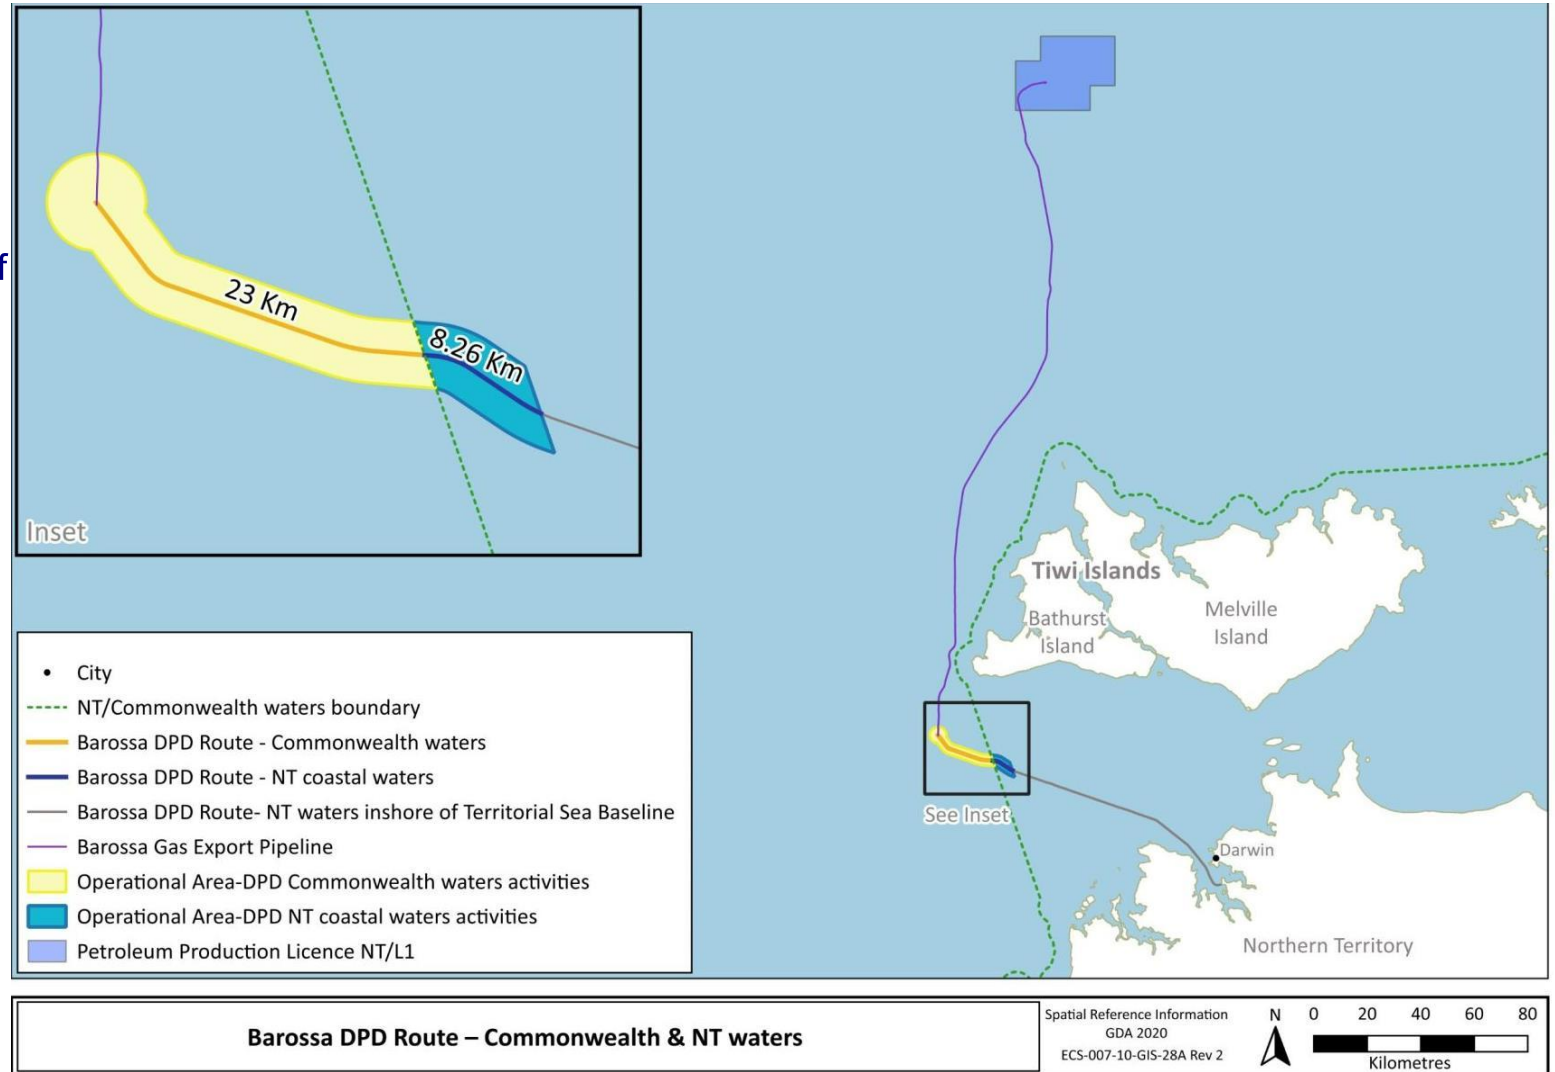 f
23 Km
8.26 Km
Inset
Tiwi Islands
Bathurst
Island
Melville
Island
See Inset
Darwin
Northern Territory
City
NT/Commonwealth waters boundary
Barossa DPD Route - Commonwealth waters
Barossa DPD Route - NT coastal waters
Barossa DPD Route- NT waters inshore of Territorial Sea Baseline
Barossa Gas Export Pipeline
Operational Area-DPD Commonwealth waters activities
Operational Area-DPD NT coastal waters activities
Petroleum Production Licence NT/L1
Barossa DPD Route – Commonwealth & NT waters
Spatial Reference Information
GDA 2020
ECS-007-10-GIS-28A Rev 2
N
0 20 40 60 80
Kilometres